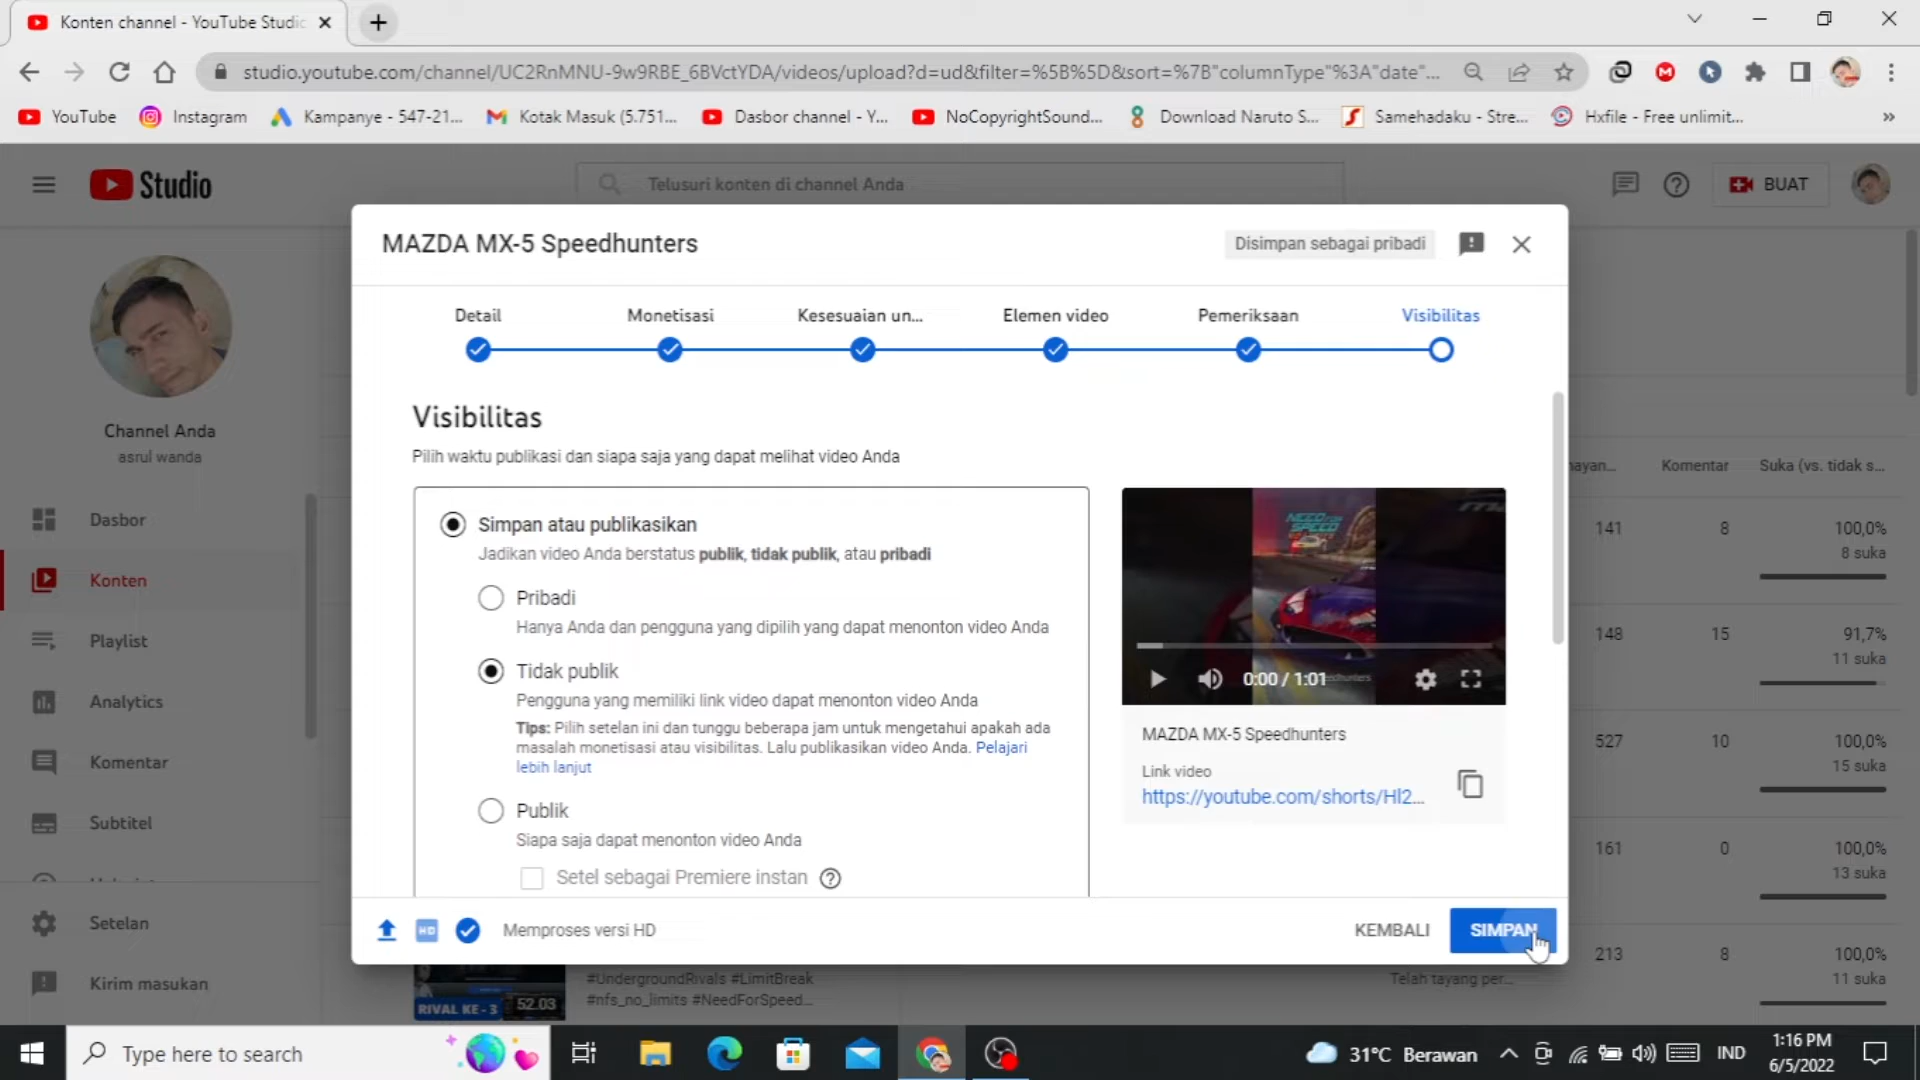 Konten channel - YouTube Studio
studio.youtube.com/channel/UC2RnMNU-9w9RBE_6BVctYDA/videos/upload?d=ud&filter=%5B%5D&sort=%7B"columnType"%3A"date"...
YouTube
Instagram
Kampanye - 547-21...
Kotak Masuk (5.751...
Dasbor channel - Y...
NoCopyrightSound...
Download Naruto S...
Samehadaku - Stre...
Hxfile - Free unlimit...
»
Studio
Telusuri konten di channel Anda
BUAT
MAZDA MX-5 Speedhunters
Disimpan sebagai pribadi
Detail
Monetisasi
Kesesuaian un...
Elemen video
Pemeriksaan
Visibilitas
Channel Anda
asrul wanda
Dasbor
Konten
Playlist
Analytics
Komentar
Subtitel
Setelan
Kirim masukan
Visibilitas
Pilih waktu publikasi dan siapa saja yang dapat melihat video Anda
Simpan atau publikasikan
Jadikan video Anda berstatus publik, tidak publik, atau pribadi
Pribadi
Hanya Anda dan pengguna yang dipilih yang dapat menonton video Anda
Tidak publik
Pengguna yang memiliki link video dapat menonton video Anda
Tips: Pilih setelan ini dan tunggu beberapa jam untuk mengetahui apakah ada
masalah monetisasi atau visibilitas. Lalu publikasikan video Anda. Pelajari
lebih lanjut
Publik
Siapa saja dapat menonton video Anda
Setel sebagai Premiere instan
NEED FOR
SPEED
0:00 / 1:01
MAZDA MX-5 Speedhunters
Link video
https://youtube.com/shorts/Hl2...
HD
Memproses versi HD
KEMBALI
SIMPAN
Komentar
Suka (vs. tidak s...
141
8
100,0%
8 suka
148
15
91,7%
11 suka
527
10
100,0%
15 suka
161
0
100,0%
13 suka
213
8
100,0%
11 suka
RIVAL KE - 3
52.03
#UndergroundRivals #LimitBreak
#nfs_no_limits #NeedForSpeed...
Telah tayang per...
Type here to search
31°C Berawan
IND
1:16 PM
6/5/2022